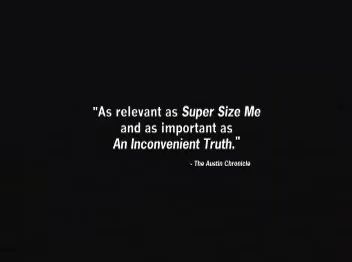 "As relevant as Super Size Me
and as important as
An Inconvenient Truth."
- The Austin Chronicle